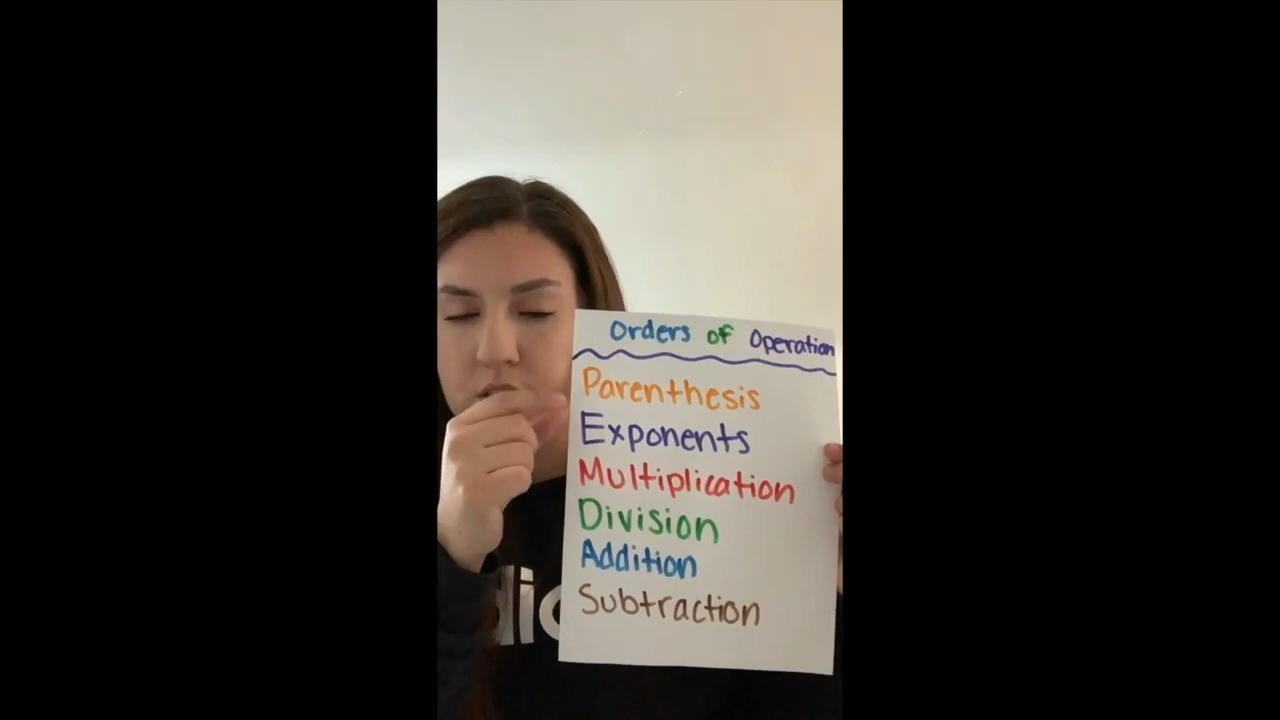 Orders of Operation
Parenthesis
Exponents
Multiplication
Division
Addition
Subtraction